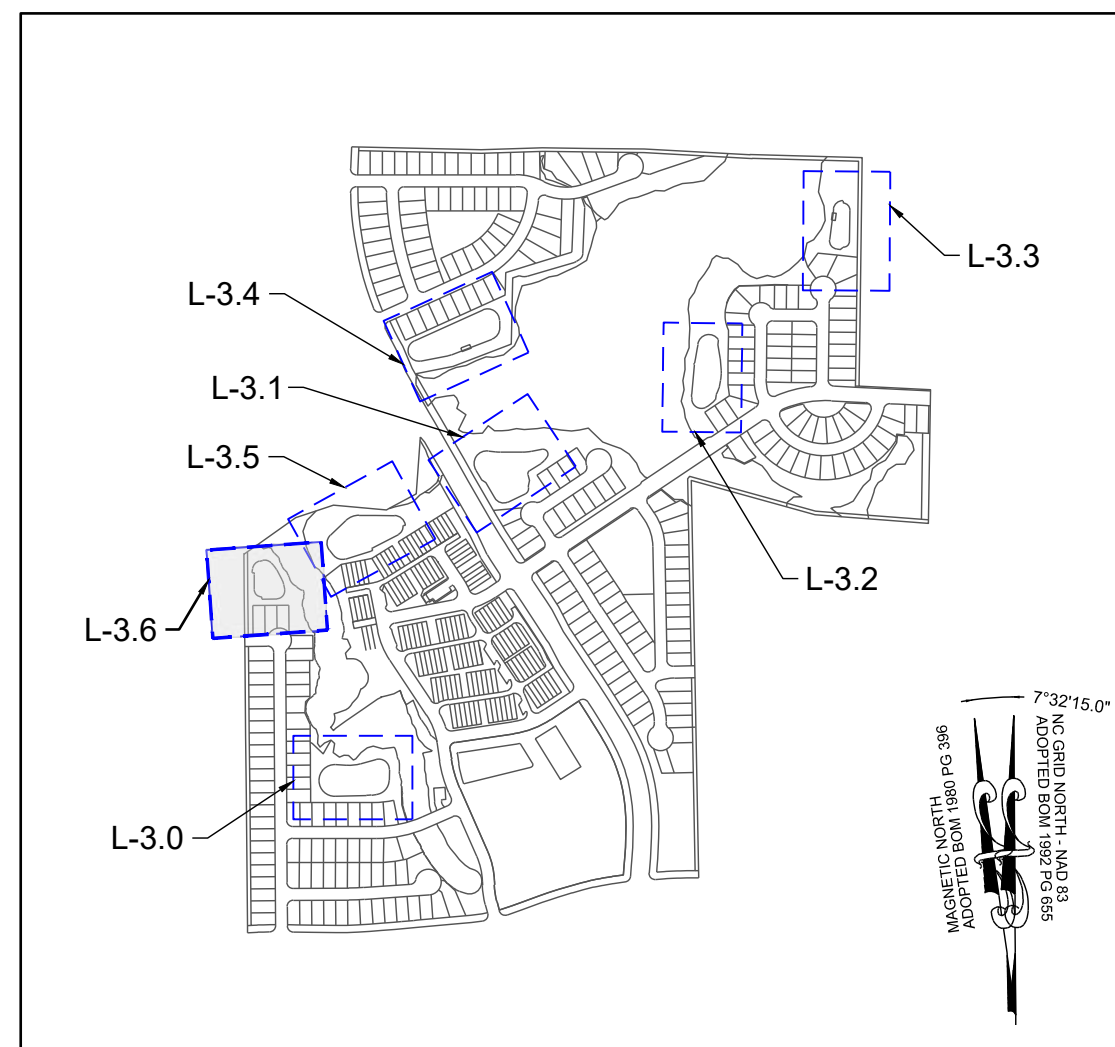 L-3.3
L-3.4
L-3.1
L-3.5
L-3.2
L-3.6
L-3.0
7°32'15.0"
MAGNETIC NORTH
ADOPTED BOM 1980 PG 396
NC GRID NORTH - NAD 83
ADOPTED BOM 1992 PG 655